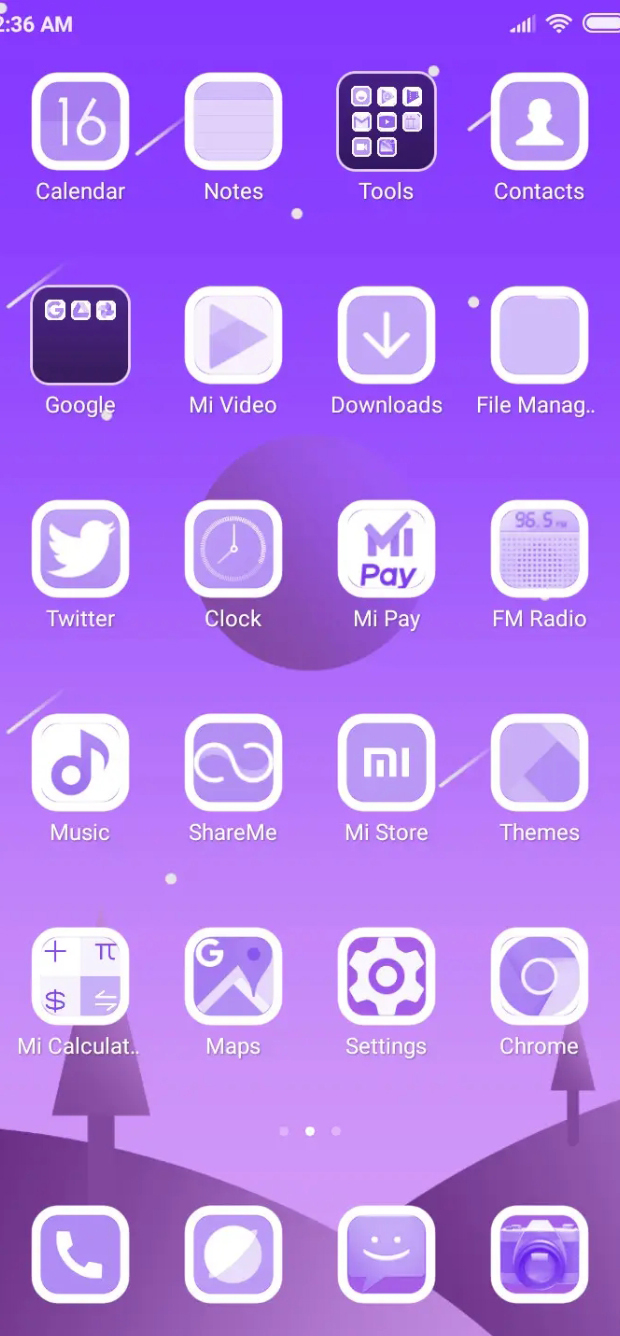 2:36 AM
16
Calendar
Notes
Tools
Contacts
Google
Mi Video
Downloads
File Manag..
Twitter
Clock
Mi Pay
Mi Pay
96.5 FM
FM Radio
Music
ShareMe
mi
Mi Store
Themes
+ π
$ ⇋
G
Mi Calculat..
Maps
Settings
Chrome